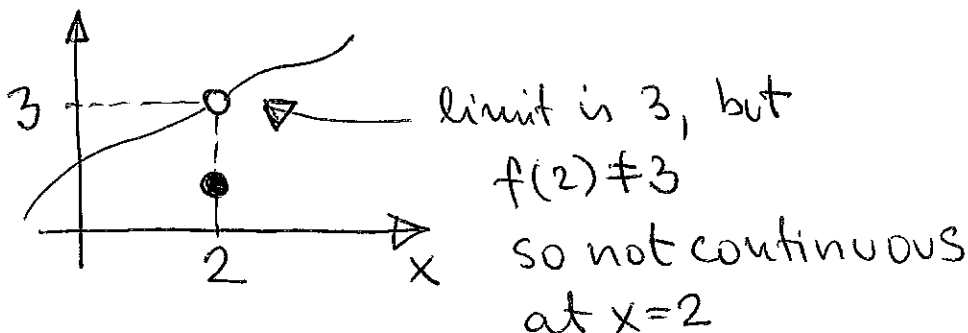 3
limit is 3, but
f(2) ≠ 3
so not continuous
at x=2
2
x